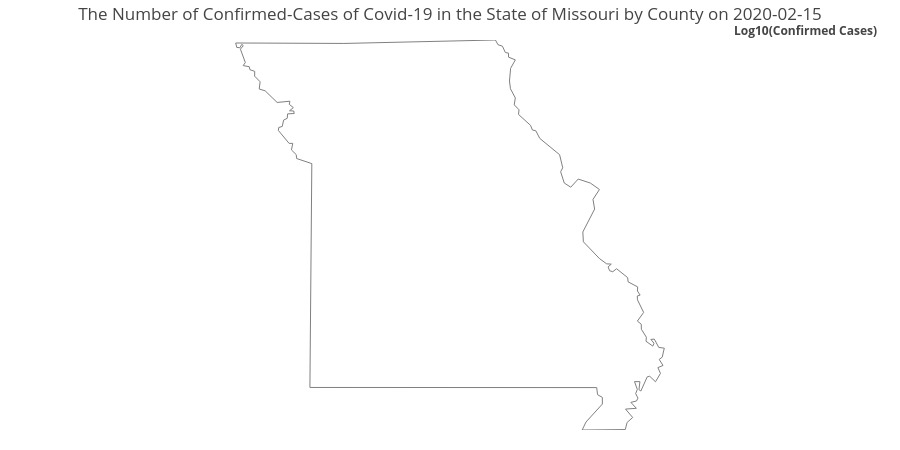 The Number of Confirmed-Cases of Covid-19 in the State of Missouri by County on 2020-02-15
Log10(Confirmed Cases)